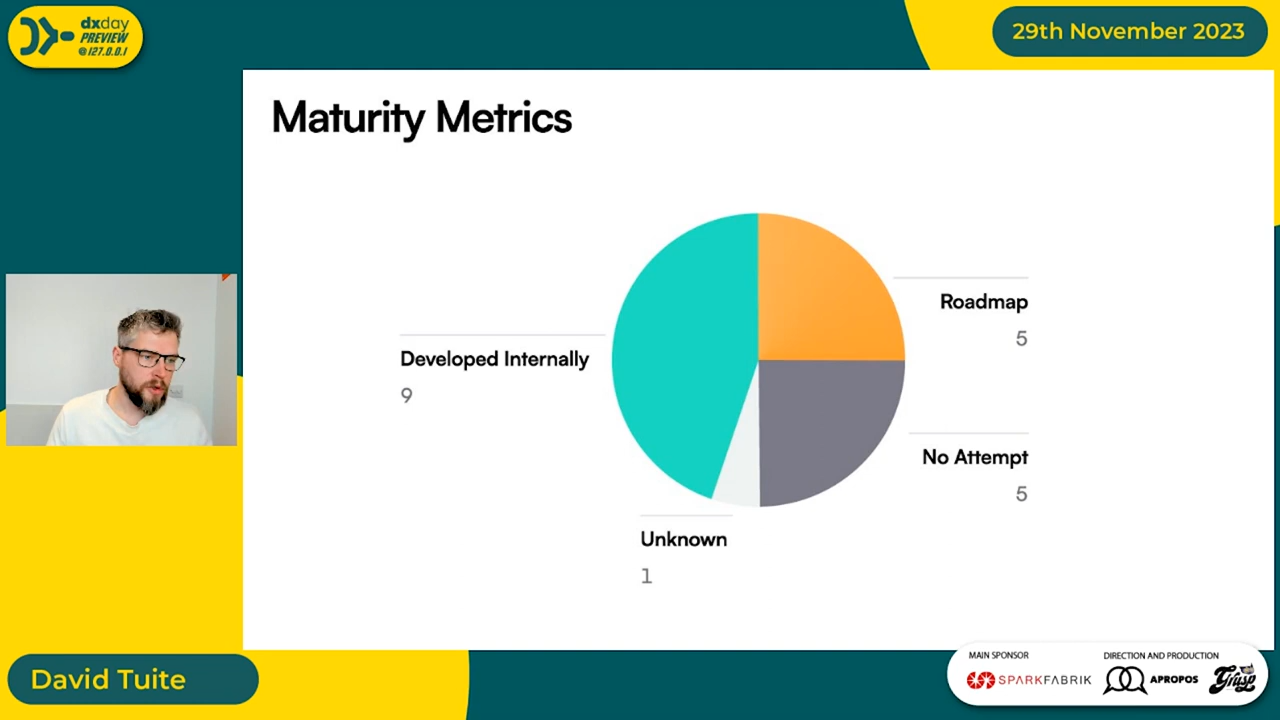 dxday
PREVIEW
@127.0.0.1
29th November 2023
Maturity Metrics
Roadmap
5
Developed Internally
9
No Attempt
5
Unknown
1
David Tuite
MAIN SPONSOR
SPARKFABRIK
DIRECTION AND PRODUCTION
APROPOS
Grusp